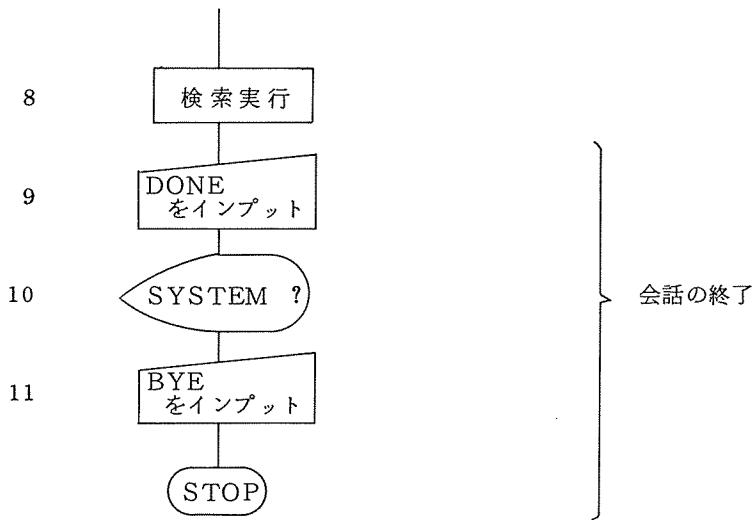 8 検索実行
9 DONE
をインプット
10 SYSTEM ?
会話の終了
11 BYE
をインプット
STOP